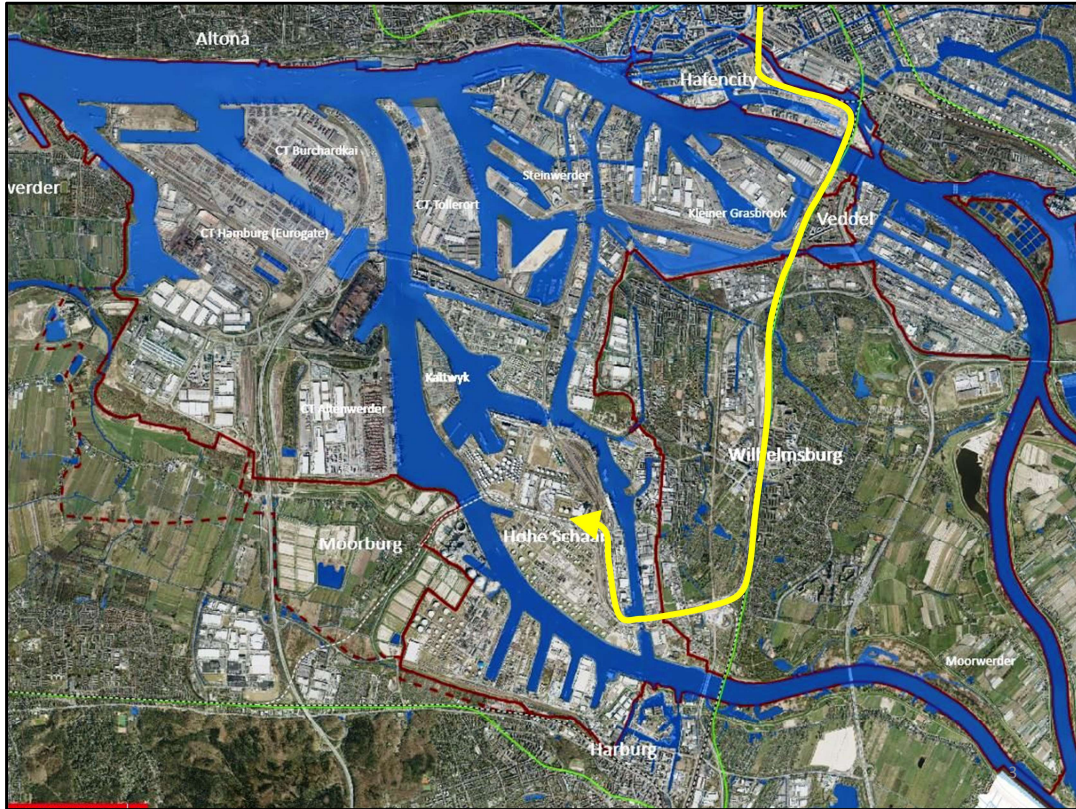 Altona
Hafencity
CT Burchardkai
werder
Steinwerder
CT Tollerort
Kleiner Grasbrook
Veddel
CT Hamburg (Eurogate)
Kattwyk
CT Altenwerder
Wilhelmsburg
Hohe Schaar
Moorburg
Moorwerder
Harburg
3